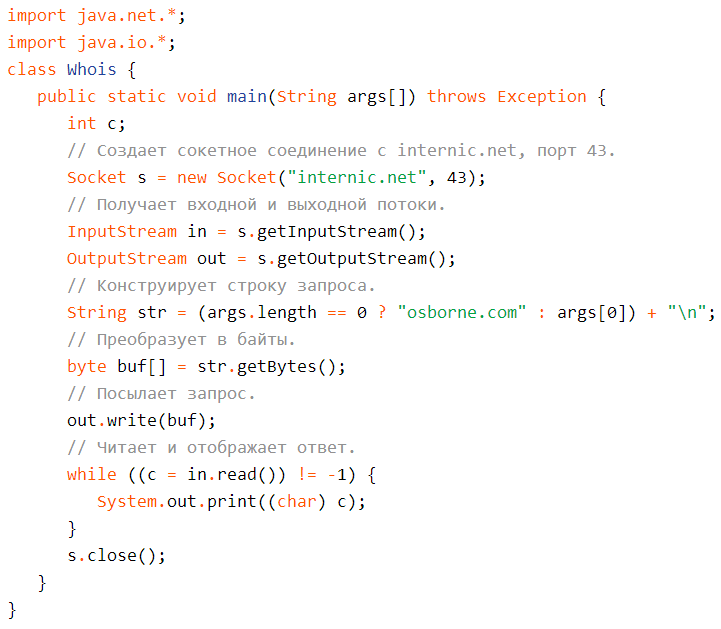 import java.net.*;
import java.io.*;
class Whois {
   public static void main(String args[]) throws Exception {
      int c;
      // Создает сокетное соединение с internic.net, порт 43.
      Socket s = new Socket("internic.net", 43);
      // Получает входной и выходной потоки.
      InputStream in = s.getInputStream();
      OutputStream out = s.getOutputStream();
      // Конструирует строку запроса.
      String str = (args.length == 0 ? "osborne.com" : args[0]) + "\n";
      // Преобразует в байты.
      byte buf[] = str.getBytes();
      // Посылает запрос.
      out.write(buf);
      // Читает и отображает ответ.
      while ((c = in.read()) != -1) {
         System.out.print((char) c);
      }
      s.close();
   }
}